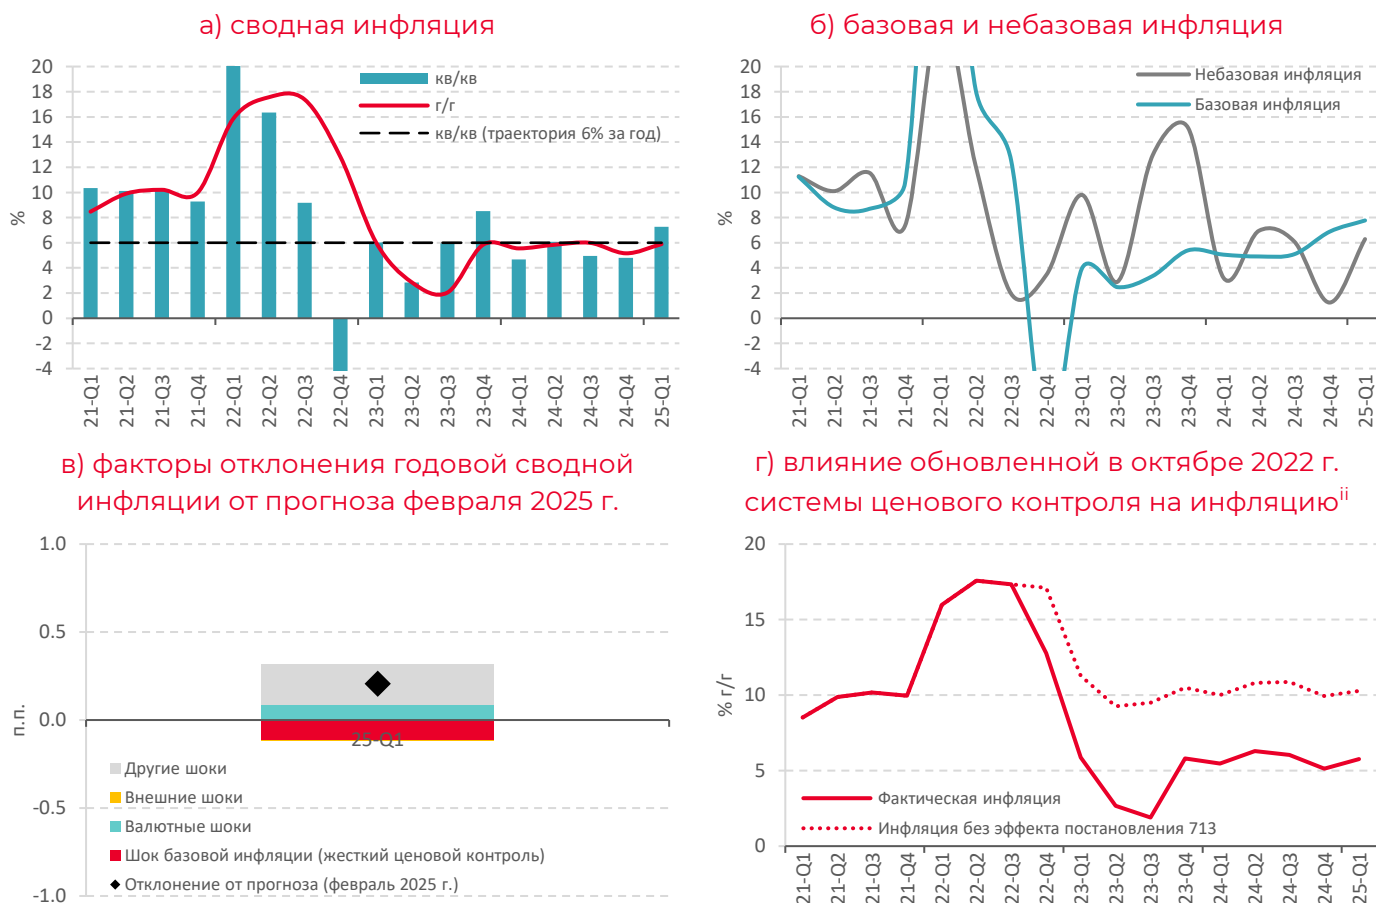 а) сводная инфляция
20
18
16
14
12
10
8
6
4
2
0
-2
-4
%
кв/кв
г/г
кв/кв (траектория 6% за год)
21-Q1
21-Q2
21-Q3
21-Q4
22-Q1
22-Q2
22-Q3
22-Q4
23-Q1
23-Q2
23-Q3
23-Q4
24-Q1
24-Q2
24-Q3
24-Q4
25-Q1
б) базовая и небазовая инфляция
20
18
16
14
12
10
8
6
4
2
0
-2
-4
%
Небазовая инфляция
Базовая инфляция
21-Q1
21-Q2
21-Q3
21-Q4
22-Q1
22-Q2
22-Q3
22-Q4
23-Q1
23-Q2
23-Q3
23-Q4
24-Q1
24-Q2
24-Q3
24-Q4
25-Q1
в) факторы отклонения годовой сводной
инфляции от прогноза февраля 2025 г.
1.0
0.5
0.0
-0.5
-1.0
п.п.
25-Q1
Другие шоки
Внешние шоки
Валютные шоки
Шок базовой инфляции (жесткий ценовой контроль)
Отклонение от прогноза (февраль 2025 г.)
г) влияние обновленной в октябре 2022 г.
системы ценового контроля на инфляциюⁱⁱ
20
15
10
5
0
% г/г
Фактическая инфляция
Инфляция без эффекта постановления 713
21-Q1
21-Q2
21-Q3
21-Q4
22-Q1
22-Q2
22-Q3
22-Q4
23-Q1
23-Q2
23-Q3
23-Q4
24-Q1
24-Q2
24-Q3
24-Q4
25-Q1